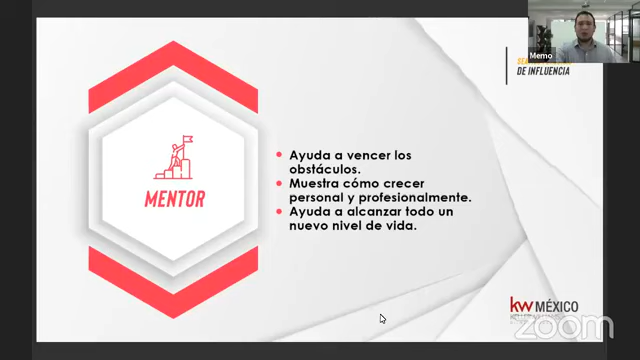 Memo
DE INFLUENCIA
MENTOR
• Ayuda a vencer los
obstáculos.
• Muestra cómo crecer
personal y profesionalmente.
• Ayuda a alcanzar todo un
nuevo nivel de vida.
kw MÉXICO
zoom